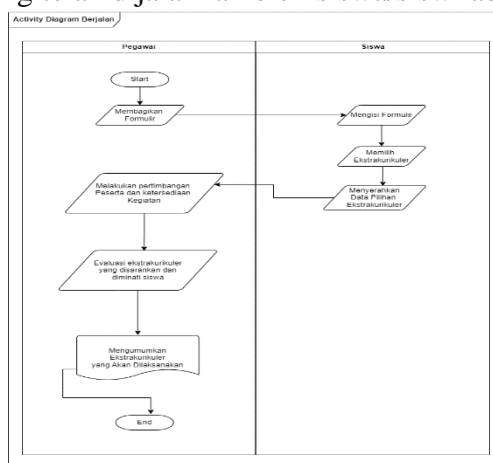 Activity Diagram Berjalan
Pegawai
Siswa
Start
Membagikan
Formulir
Mengisi Formulir
Memilih
Ekstrakurikuler
Menyerahkan
Data Pilihan
Ekstrakurikuler
Melakukan pertimbangan
Peserta dan ketersediaan
Kegiatan
Evaluasi ekstrakurikuler
yang disarankan dan
diminati siswa
Mengumumkan
Ekstrakurikuler
yang Akan Dilaksanakan
End